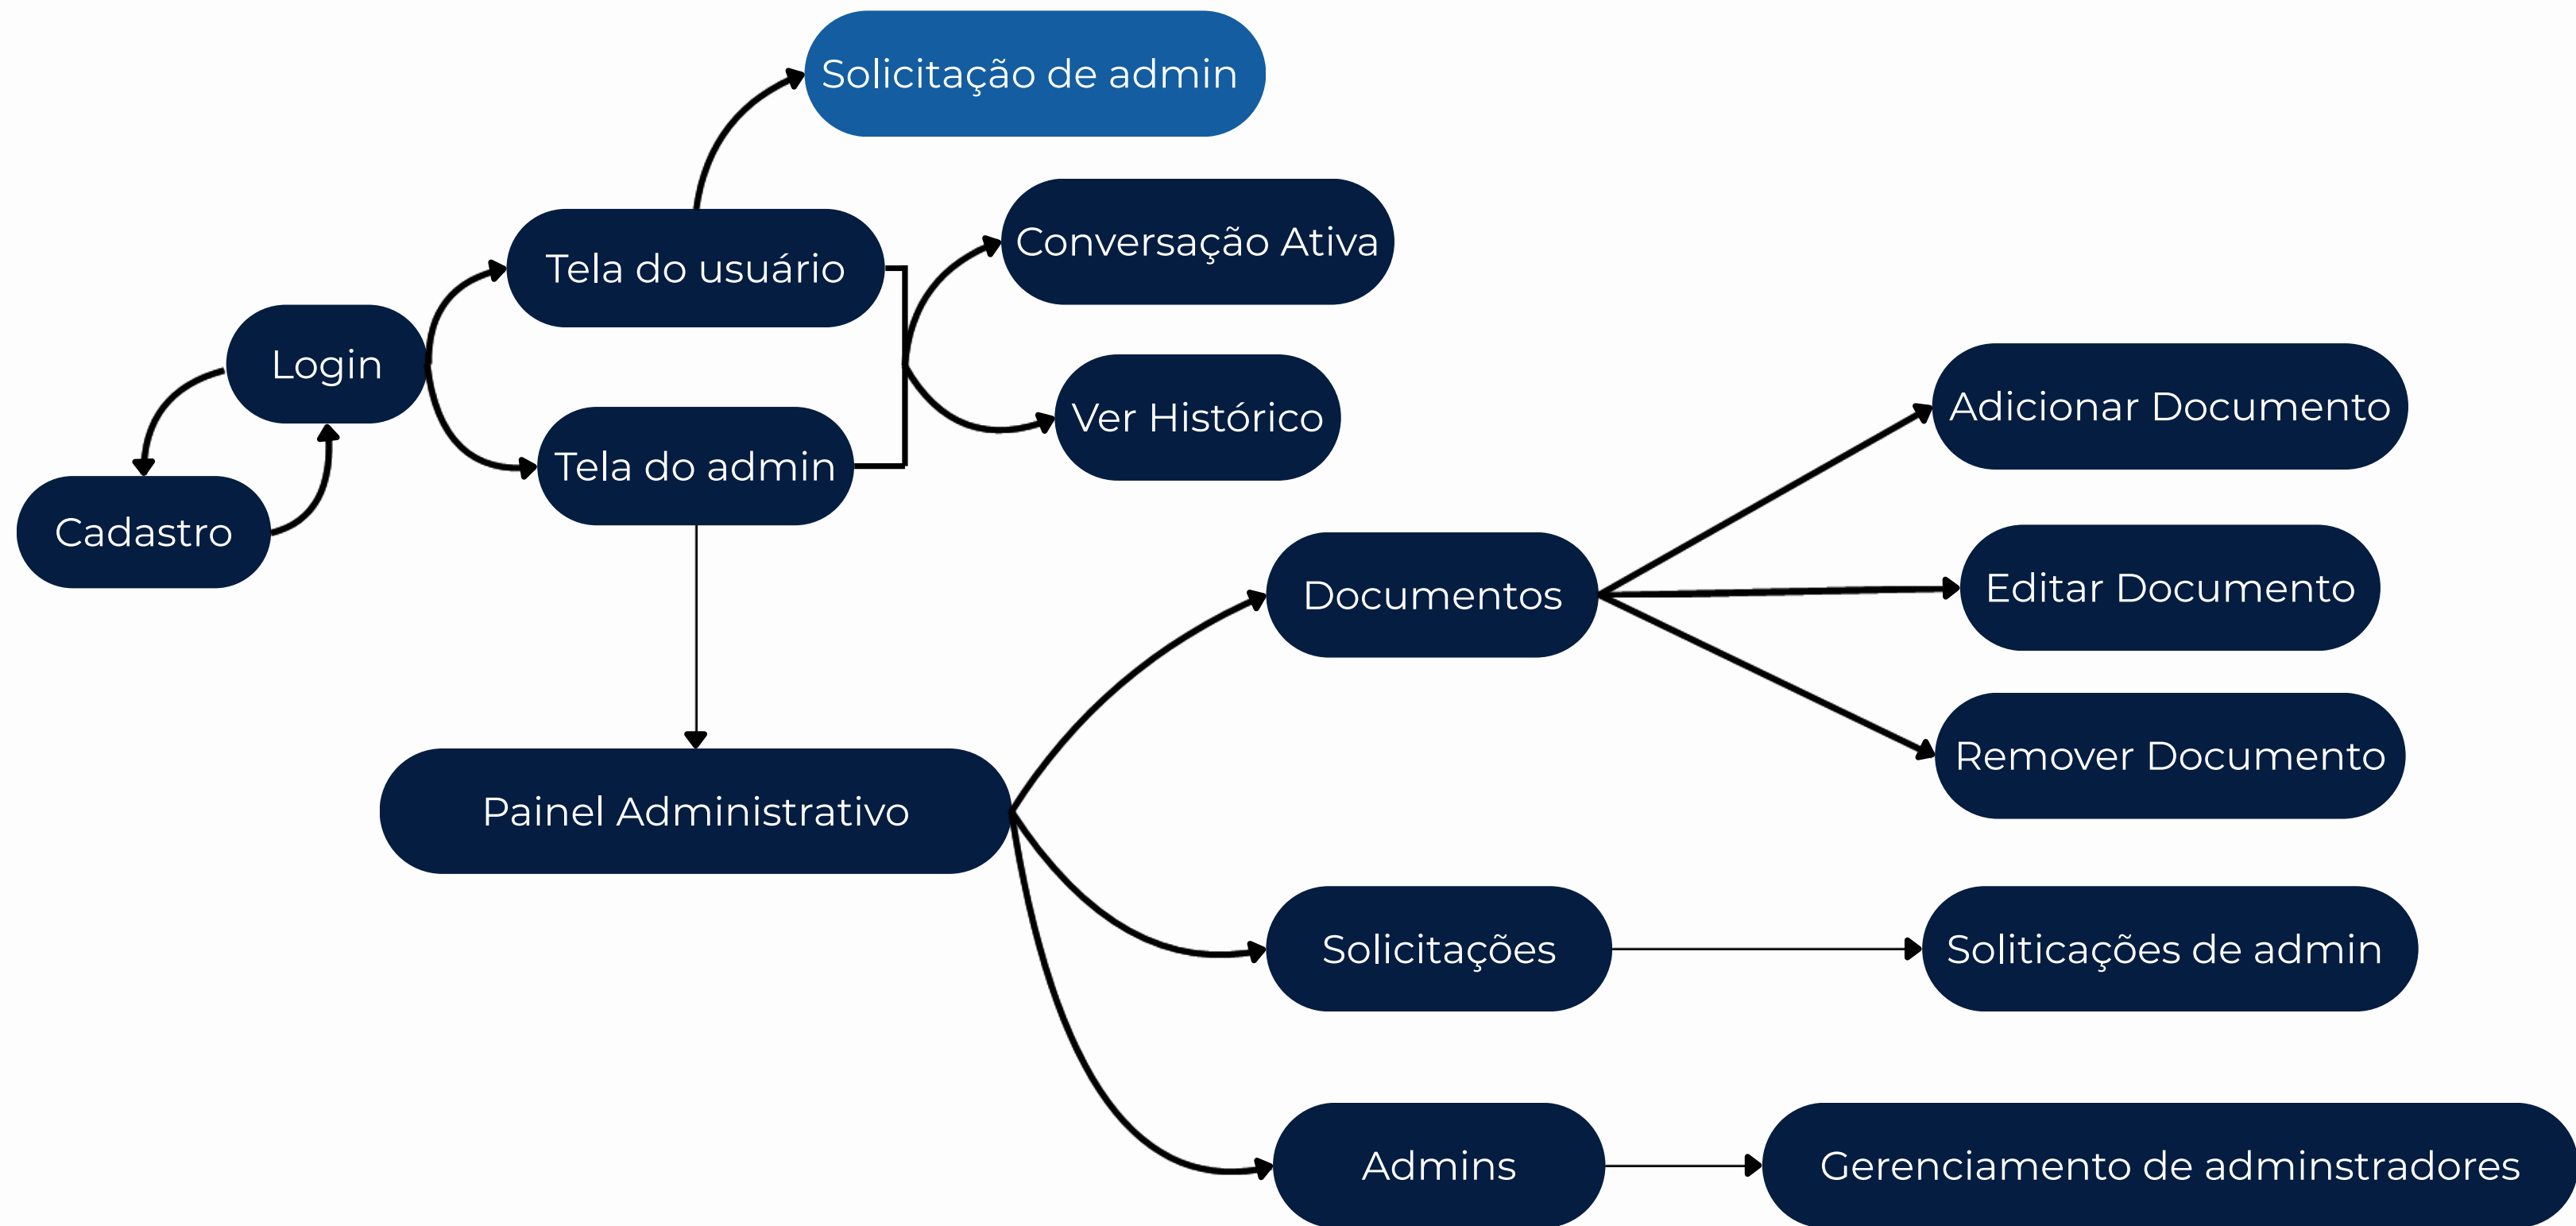 Solicitação de admin
Conversação Ativa
Tela do usuário
Login
Ver Histórico
Adicionar Documento
Tela do admin
Cadastro
Documentos
Editar Documento
Remover Documento
Painel Administrativo
Solicitações
Soliticações de admin
Admins
Gerenciamento de adminstradores